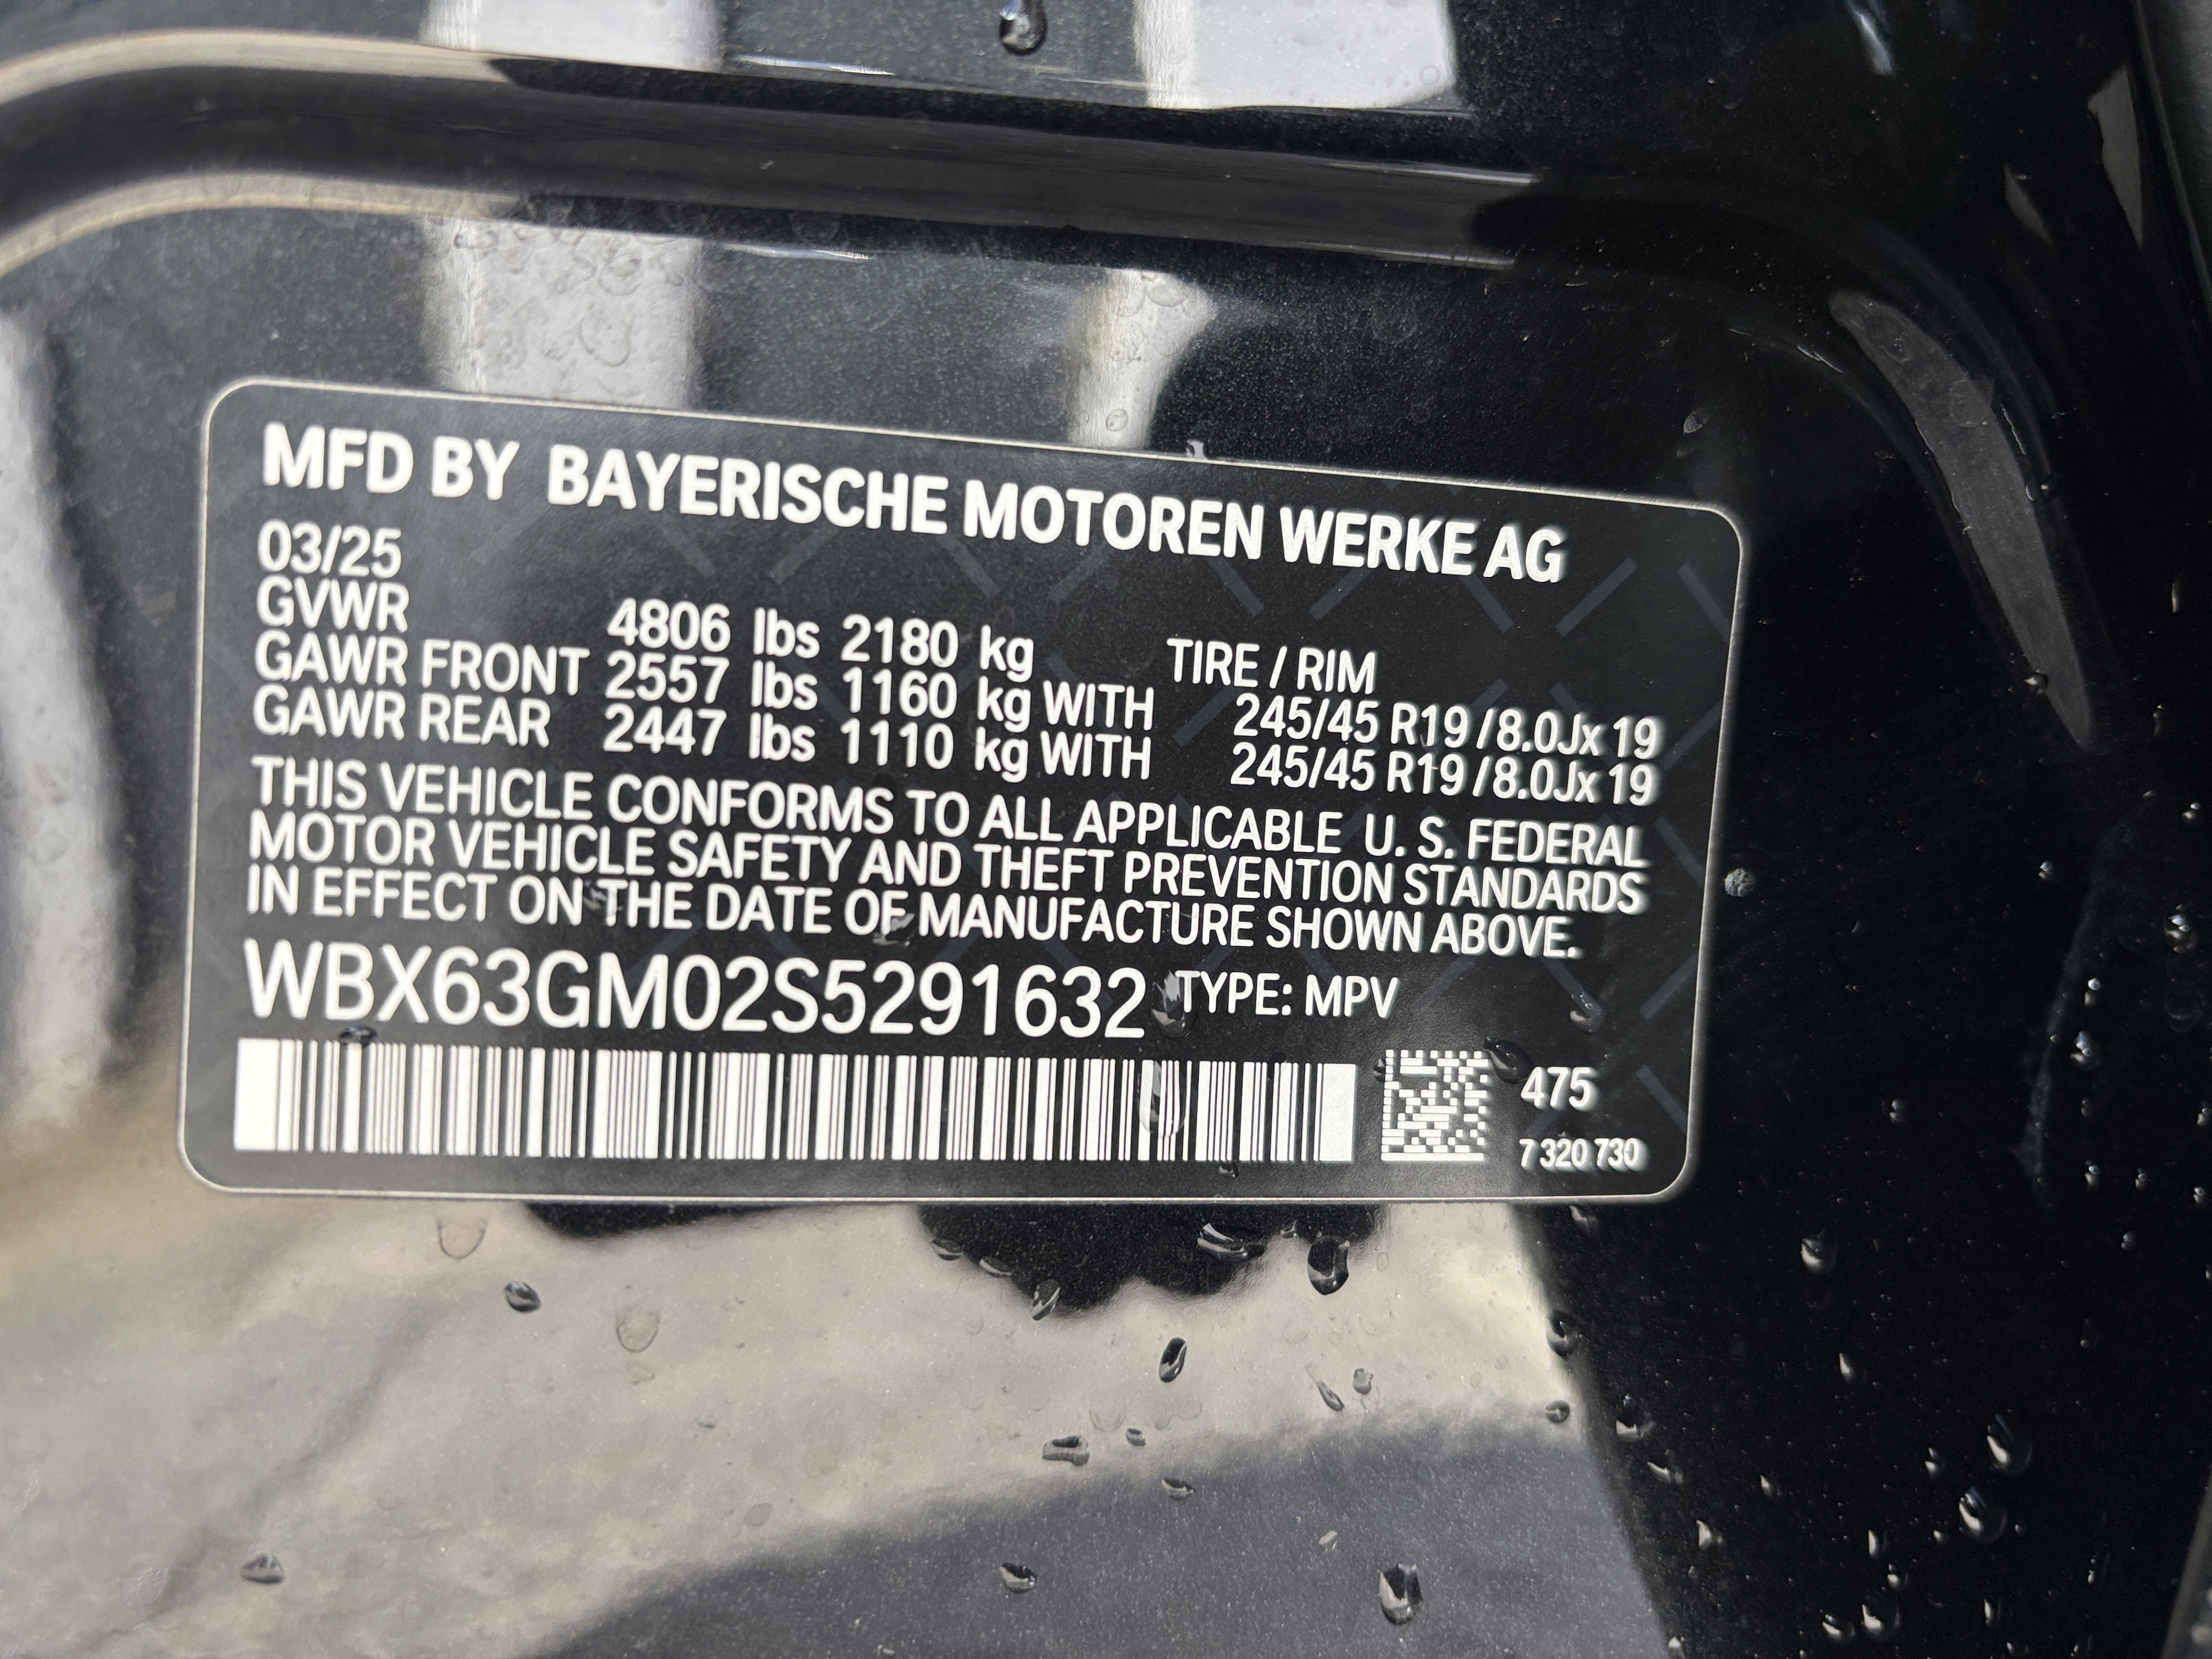 MFD BY BAYERISCHE MOTOREN WERKE AG
03/25
GVWR 4806 lbs 2180 kg TIRE / RIM
GAWR FRONT 2557 lbs 1160 kg WITH 245/45 R19 /8.0Jx 19
GAWR REAR 2447 lbs 1110 kg WITH 245/45 R19 /8.0Jx 19
THIS VEHICLE CONFORMS TO ALL APPLICABLE U. S. FEDERAL
MOTOR VEHICLE SAFETY AND THEFT PREVENTION STANDARDS
IN EFFECT ON THE DATE OF MANUFACTURE SHOWN ABOVE.
WBX63GM02S5291632 TYPE: MPV
475
7 320 730